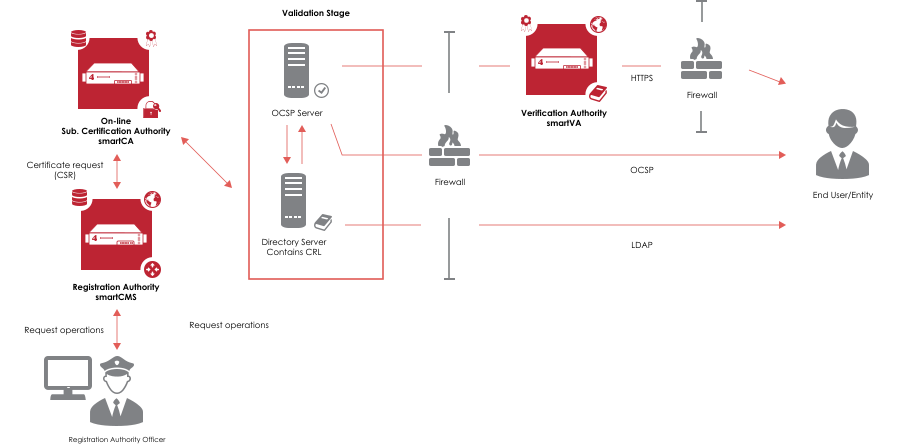 Validation Stage
OCSP Server
On-line
Sub. Certification Authority
smartCA
Certificate request
(CSR)
Directory Server
Contains CRL
Registration Authority
smartCMS
Request operations
Request operations
Registration Authority Officer
Firewall
Verification Authority
smartVA
HTTPS
Firewall
OCSP
LDAP
End User/Entity